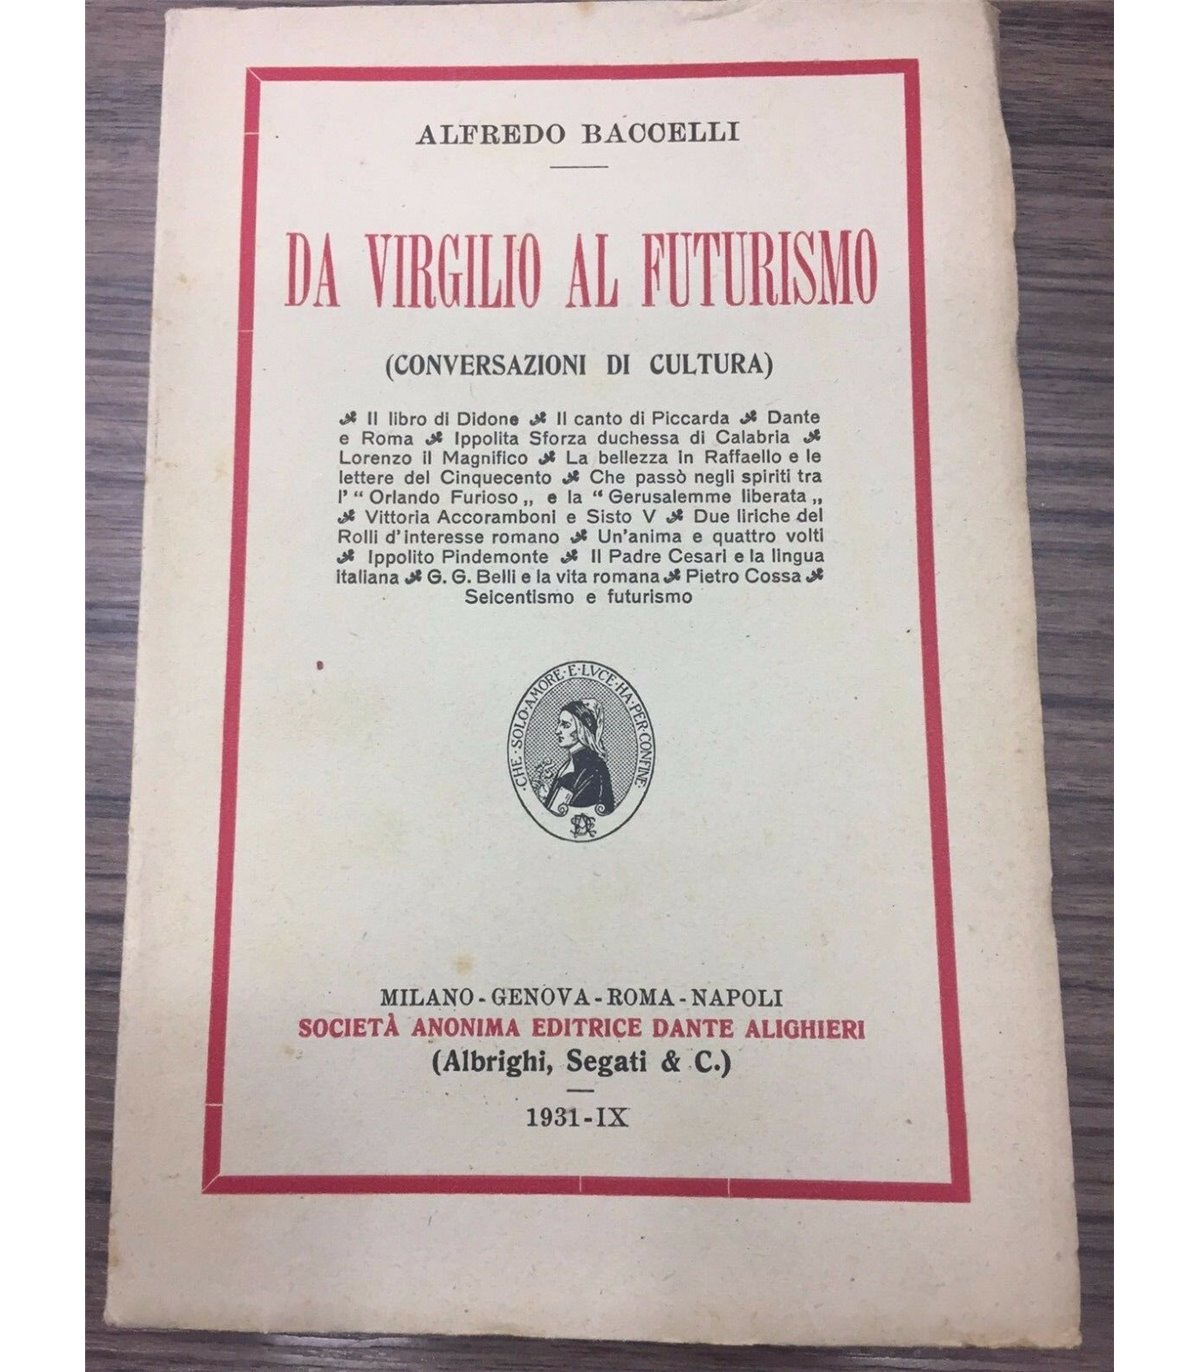 ALFREDO BACCELLI
DA VIRGILIO AL FUTURISMO
(CONVERSAZIONI DI CULTURA)
Il libro di Didone Il canto di Piccarda Dante
e Roma Ippolita Sforza duchessa di Calabria
Lorenzo il Magnifico La bellezza in Raffaello e le
lettere del Cinquecento Che passò negli spiriti tra
l'“ Orlando Furioso „ e la “ Gerusalemme liberata „
Vittoria Accoramboni e Sisto V Due liriche del
Rolli d'interesse romano Un'anima e quattro volti
Ippolito Pindemonte Il Padre Cesari e la lingua
italiana G. G. Belli e la vita romana Pietro Cossa
Seicentismo e futurismo
·CHE·SOLO·AMORE·E·LVCE·HA·PER·CONFINE·
MILANO - GENOVA - ROMA - NAPOLI
SOCIETÀ ANONIMA EDITRICE DANTE ALIGHIERI
(Albrighi, Segati & C.)
1931-IX